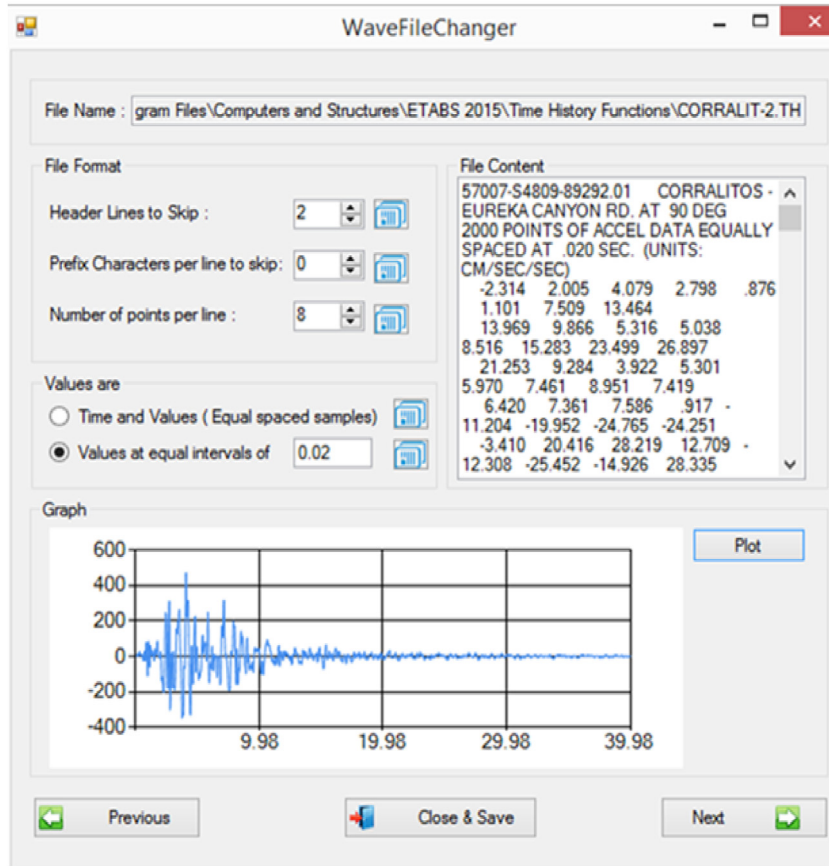 WaveFileChanger
File Name : gram Files\Computers and Structures\ETABS 2015\Time History Functions\CORRALIT-2.TH
File Format
Header Lines to Skip : 2
Prefix Characters per line to skip: 0
Number of points per line : 8
Values are
Time and Values ( Equal spaced samples)
Values at equal intervals of 0.02
File Content
57007-S4809-89292.01 CORRALITOS -
EUREKA CANYON RD. AT 90 DEG
2000 POINTS OF ACCEL DATA EQUALLY
SPACED AT .020 SEC. (UNITS:
CM/SEC/SEC)
-2.314 2.005 4.079 2.798 .876
1.101 7.509 13.464
13.969 9.866 5.316 5.038
8.516 15.283 23.499 26.897
21.253 9.284 3.922 5.301
5.970 7.461 8.951 7.419
6.420 7.361 7.586 .917 -
11.204 -19.952 -24.765 -24.251
-3.410 20.416 28.219 12.709 -
12.308 -25.452 -14.926 28.335
Graph
600
400
200
0
-200
-400
9.98 19.98 29.98 39.98
Plot
Previous
Close & Save
Next